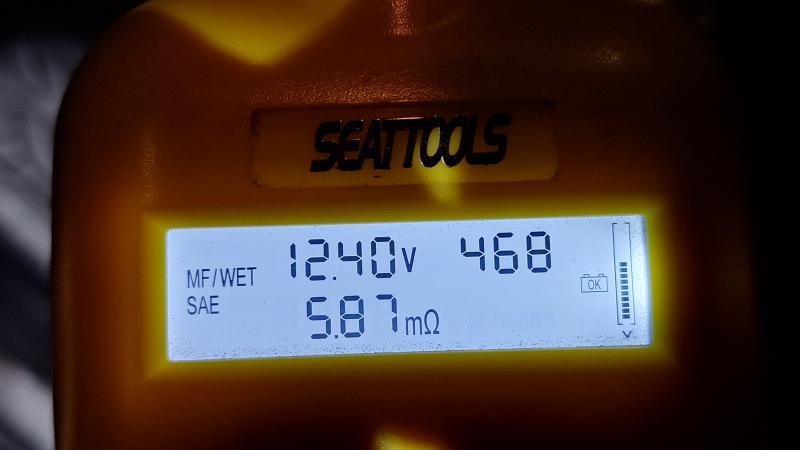 SEATTOOLS
MF/WET 12.40V 468
SAE 5.87mΩ
OK